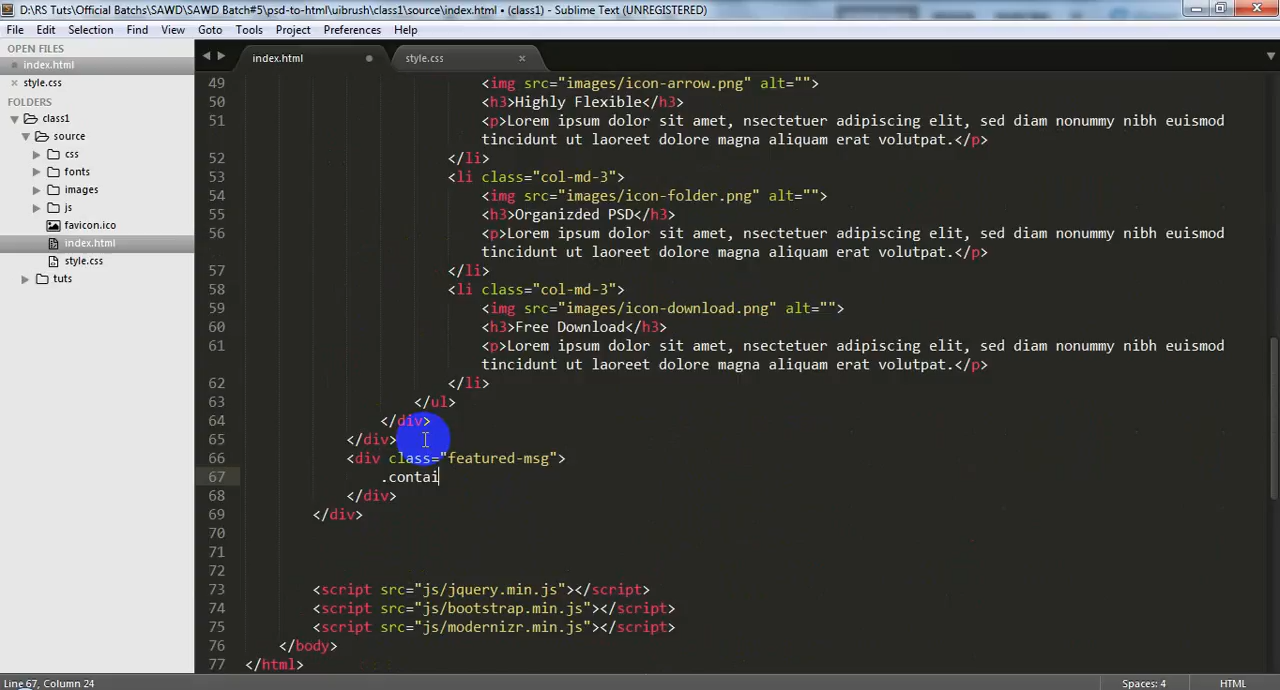 D:\RS Tuts\Official Batchs\SAWD\SAWD Batch#5\psd-to-html\uibrush\class1\source\index.html • (class1) - Sublime Text (UNREGISTERED)
File Edit Selection Find View Goto Tools Project Preferences Help
OPEN FILES
index.html
style.css
FOLDERS
class1
source
css
fonts
images
js
favicon.ico
index.html
style.css
tuts
index.html style.css
49 <img src="images/icon-arrow.png" alt="">
50 <h3>Highly Flexible</h3>
51 <p>Lorem ipsum dolor sit amet, nsectetuer adipiscing elit, sed diam nonummy nibh euismod
tincidunt ut laoreet dolore magna aliquam erat volutpat.</p>
52 </li>
53 <li class="col-md-3">
54 <img src="images/icon-folder.png" alt="">
55 <h3>Organizded PSD</h3>
56 <p>Lorem ipsum dolor sit amet, nsectetuer adipiscing elit, sed diam nonummy nibh euismod
tincidunt ut laoreet dolore magna aliquam erat volutpat.</p>
57 </li>
58 <li class="col-md-3">
59 <img src="images/icon-download.png" alt="">
60 <h3>Free Download</h3>
61 <p>Lorem ipsum dolor sit amet, nsectetuer adipiscing elit, sed diam nonummy nibh euismod
tincidunt ut laoreet dolore magna aliquam erat volutpat.</p>
62 </li>
63 </ul>
64 </div>
65 </div>
66 <div class="featured-msg">
67 .contai
68 </div>
69 </div>
70
71
72
73 <script src="js/jquery.min.js"></script>
74 <script src="js/bootstrap.min.js"></script>
75 <script src="js/modernizr.min.js"></script>
76 </body>
77 </html>
Line 67, Column 24 Spaces: 4 HTML